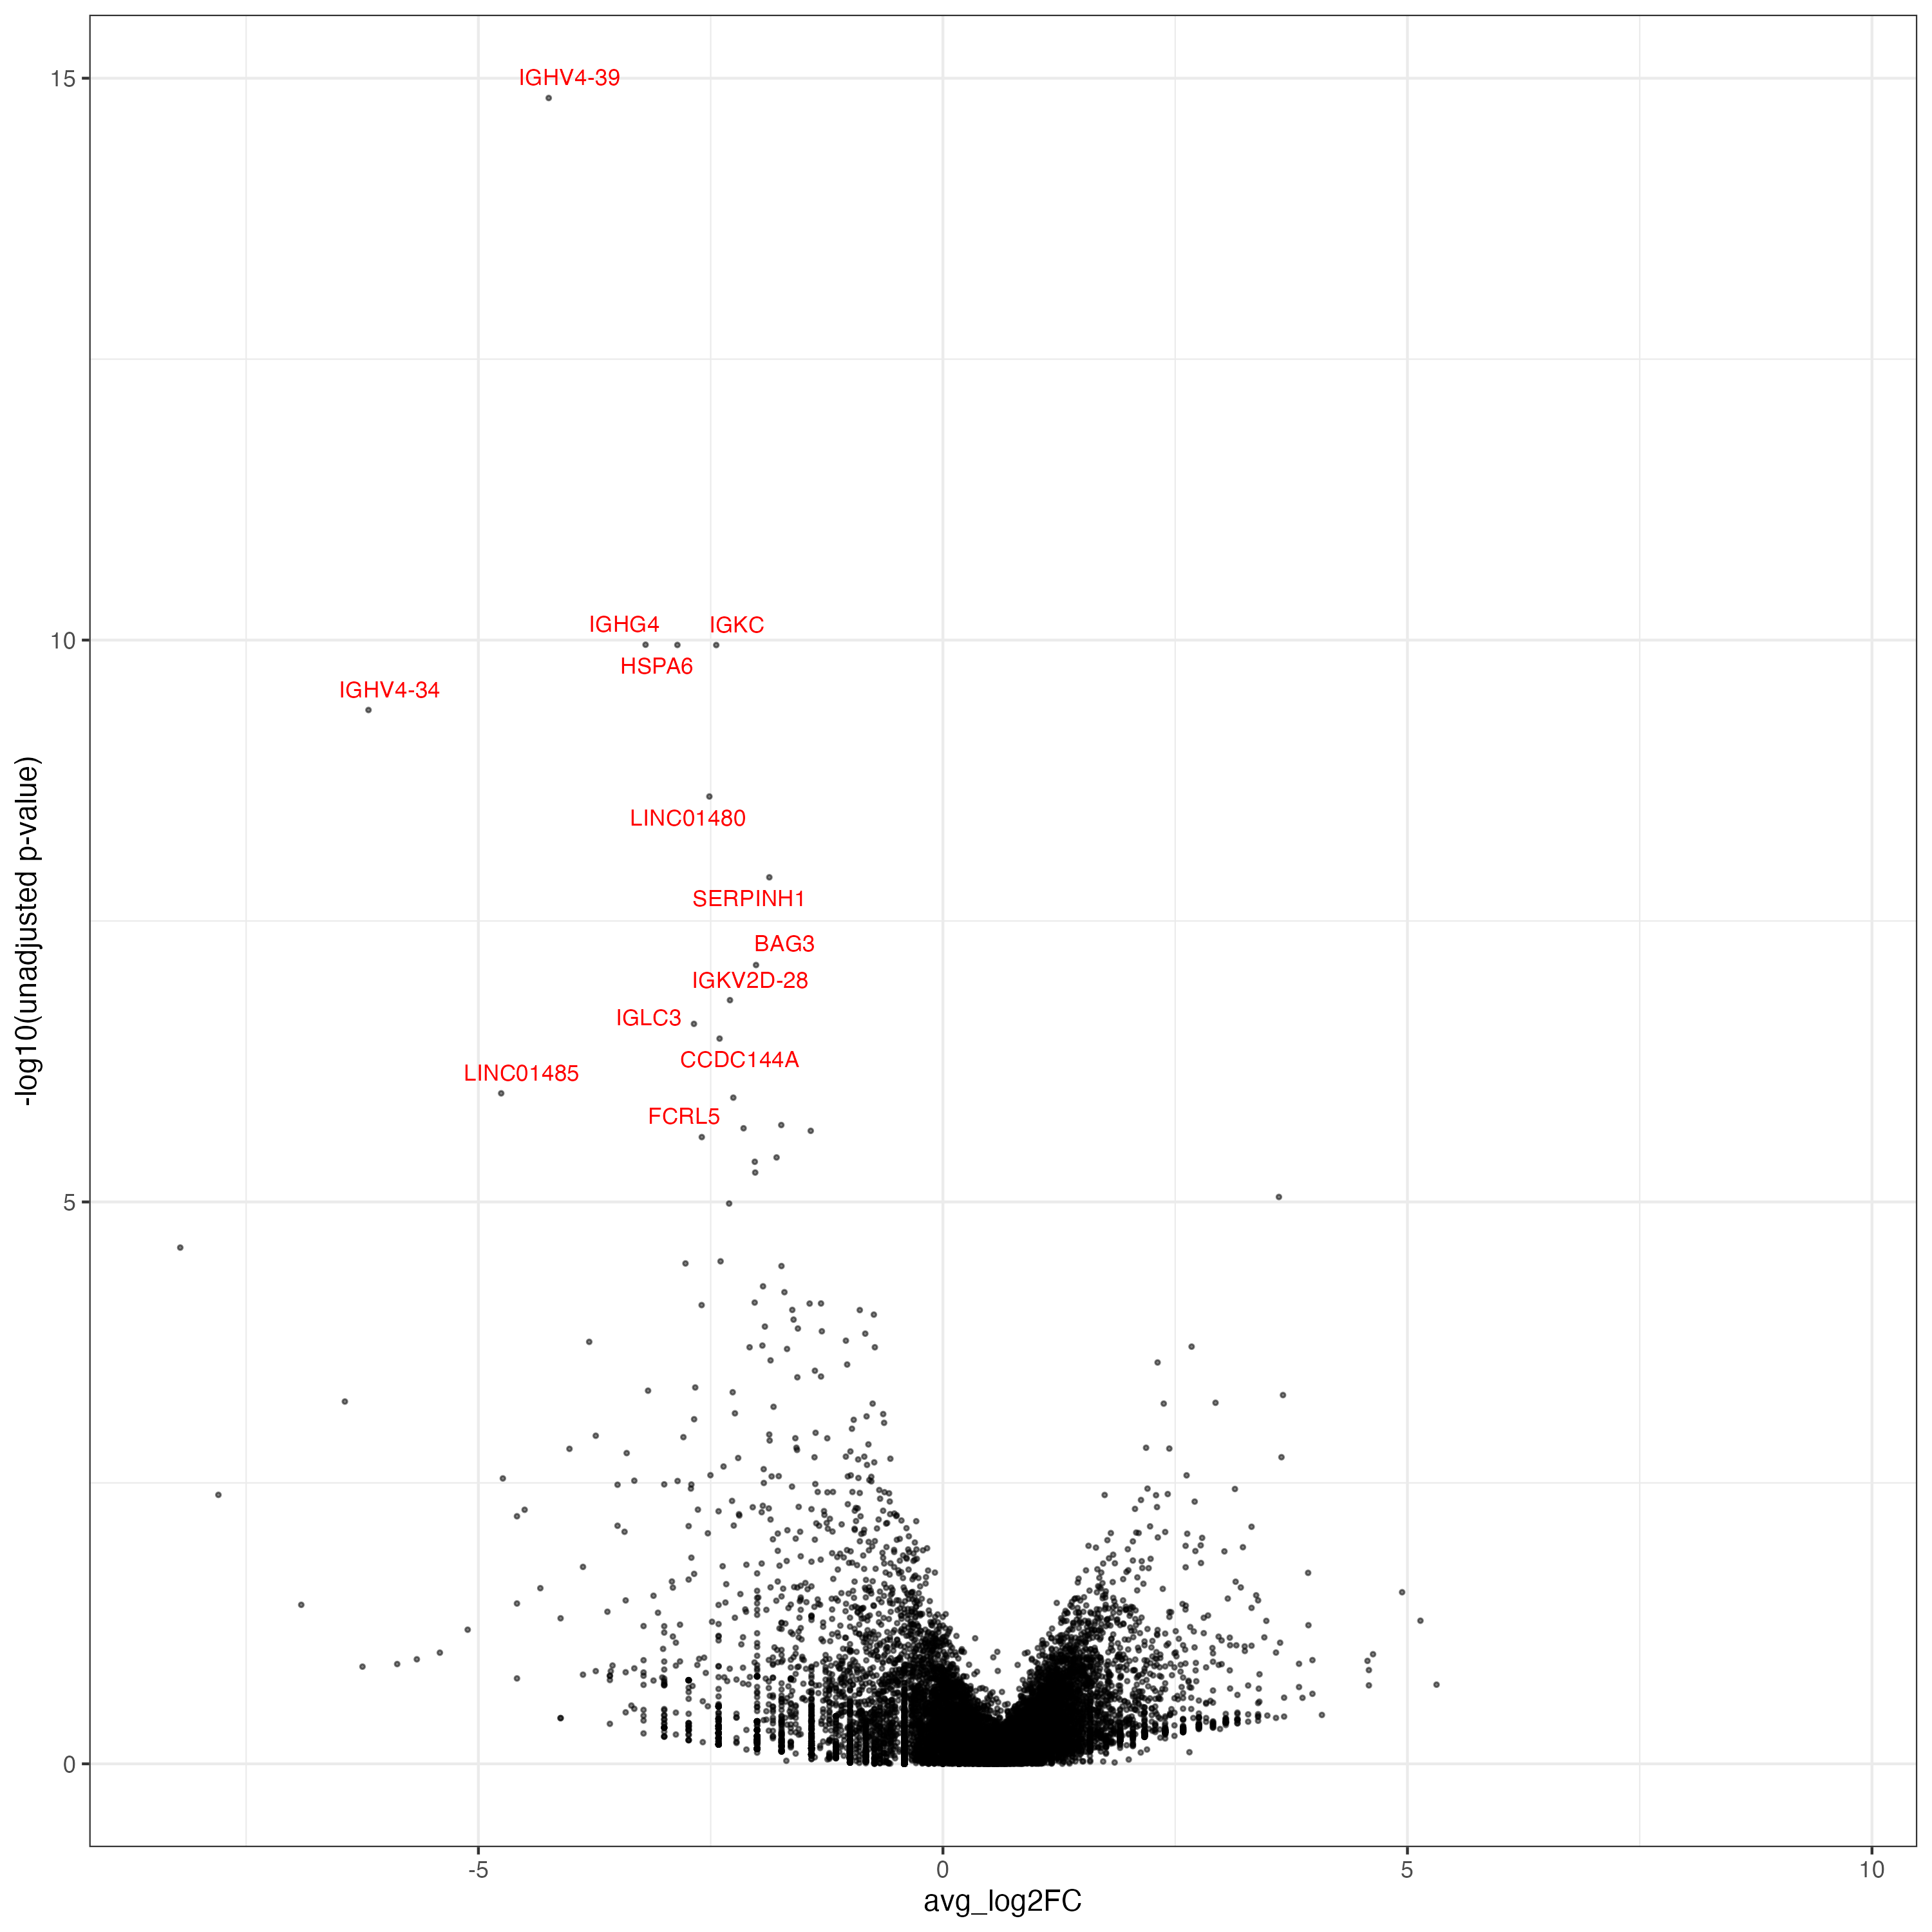 15
IGHV4-39
IGHG4
IGKC
10
HSPA6
IGHV4-34
LINC01480
SERPINH1
BAG3
IGKV2D-28
IGLC3
CCDC144A
LINC01485
FCRL5
5
0
-5
0
5
10
avg_log2FC
-log10(unadjusted p-value)